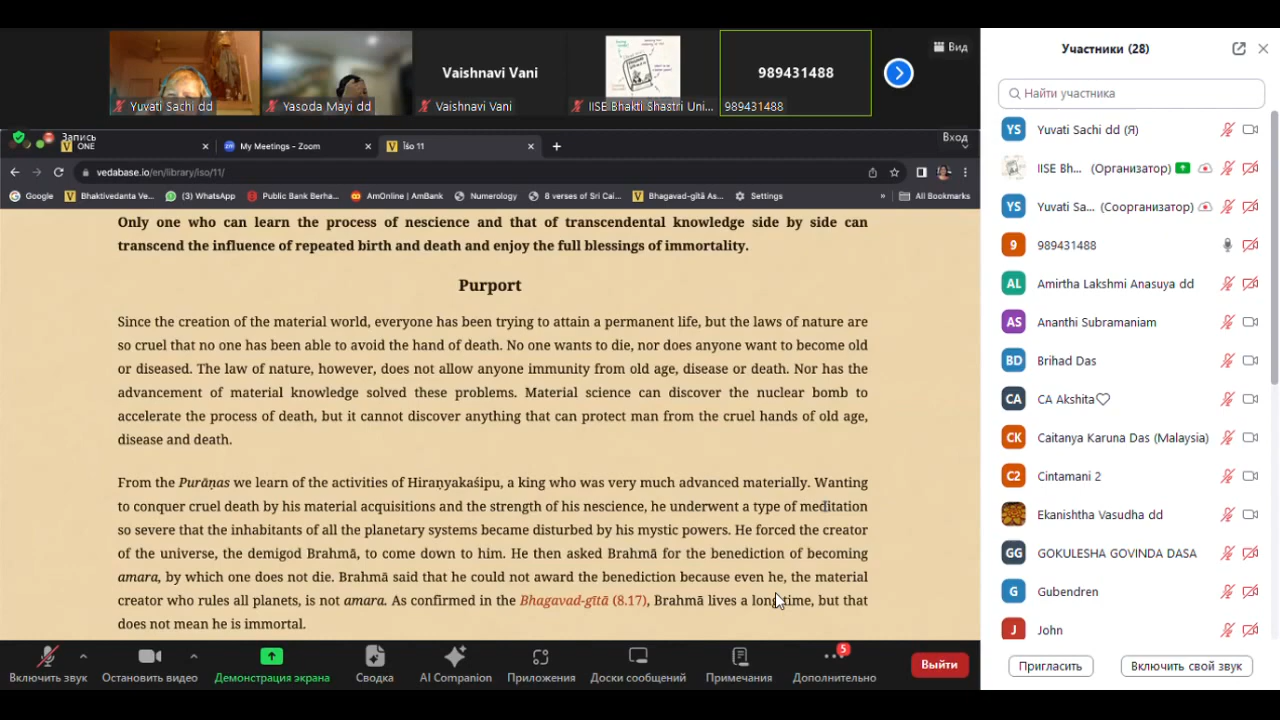 Vaishnavi Vani
989431488
Вид
Yuvati Sachi dd
Yasoda Mayi dd
Vaishnavi Vani
IISE Bhakti Shastri Uni...
989431488
Запись
ONE
My Meetings - Zoom
Īśo 11
Вход
vedabase.io/en/library/iso/11/
Google
Bhaktivedanta Ve...
(3) WhatsApp
Public Bank Berha...
AmOnline | AmBank
Numerology
8 verses of Sri Cai...
Bhagavad-gītā As...
Settings
»
All Bookmarks
Only one who can learn the process of nescience and that of transcendental knowledge side by side can
transcend the influence of repeated birth and death and enjoy the full blessings of immortality.
Purport
Since the creation of the material world, everyone has been trying to attain a permanent life, but the laws of nature are
so cruel that no one has been able to avoid the hand of death. No one wants to die, nor does anyone want to become old
or diseased. The law of nature, however, does not allow anyone immunity from old age, disease or death. Nor has the
advancement of material knowledge solved these problems. Material science can discover the nuclear bomb to
accelerate the process of death, but it cannot discover anything that can protect man from the cruel hands of old age,
disease and death.
From the Purāṇas we learn of the activities of Hiraṇyakaśipu, a king who was very much advanced materially. Wanting
to conquer cruel death by his material acquisitions and the strength of his nescience, he underwent a type of meditation
so severe that the inhabitants of all the planetary systems became disturbed by his mystic powers. He forced the creator
of the universe, the demigod Brahmā, to come down to him. He then asked Brahmā for the benediction of becoming
amara, by which one does not die. Brahmā said that he could not award the benediction because even he, the material
creator who rules all planets, is not amara. As confirmed in the Bhagavad-gītā (8.17), Brahmā lives a long time, but that
does not mean he is immortal.
Включить звук
Остановить видео
Демонстрация экрана
Сводка
AI Companion
Приложения
Доски сообщений
Примечания
5
Дополнительно
Выйти
Участники (28)
Найти участника
YS Yuvati Sachi dd (Я)
IISE Bh... (Организатор)
YS Yuvati Sa... (Соорганизатор)
9 989431488
AL Amirtha Lakshmi Anasuya dd
AS Ananthi Subramaniam
BD Brihad Das
CA CA Akshita♡
CK Caitanya Karuna Das (Malaysia)
C2 Cintamani 2
Ekanishtha Vasudha dd
GG GOKULESHA GOVINDA DASA
G Gubendren
J John
Пригласить
Включить свой звук